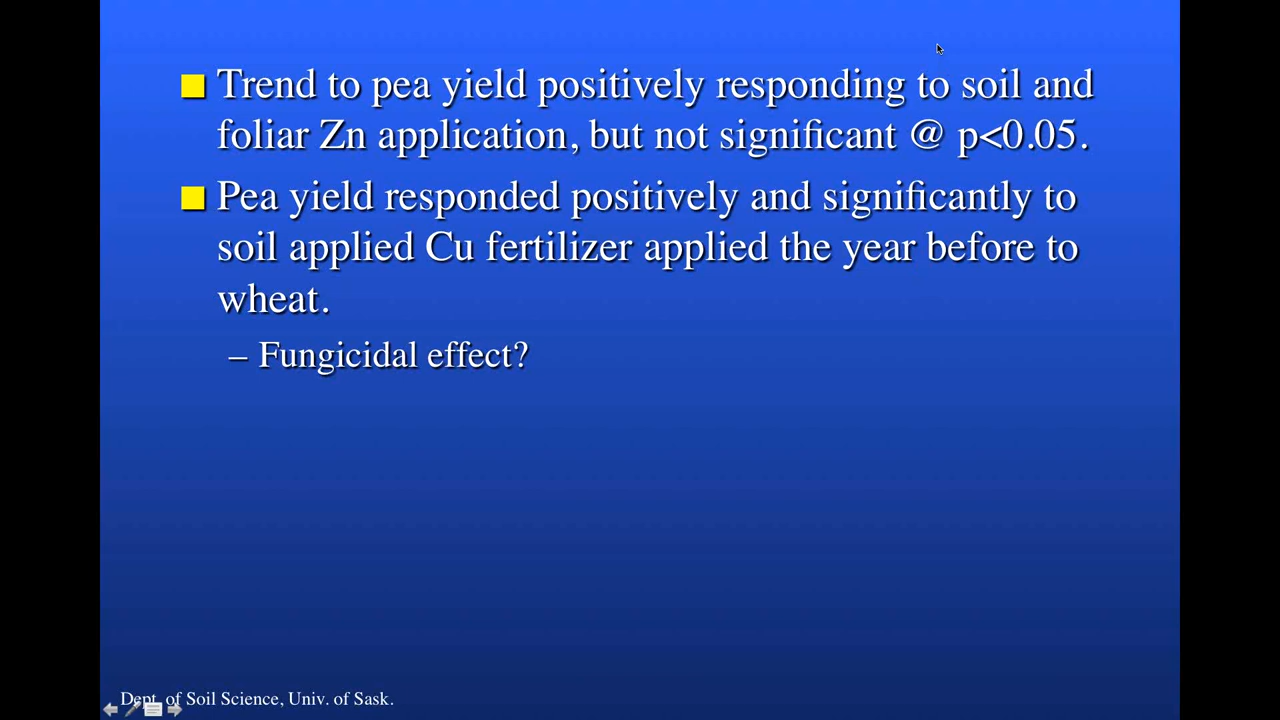 Trend to pea yield positively responding to soil and
foliar Zn application, but not significant @ p<0.05.
Pea yield responded positively and significantly to
soil applied Cu fertilizer applied the year before to
wheat.
– Fungicidal effect?
Dept. of Soil Science, Univ. of Sask.